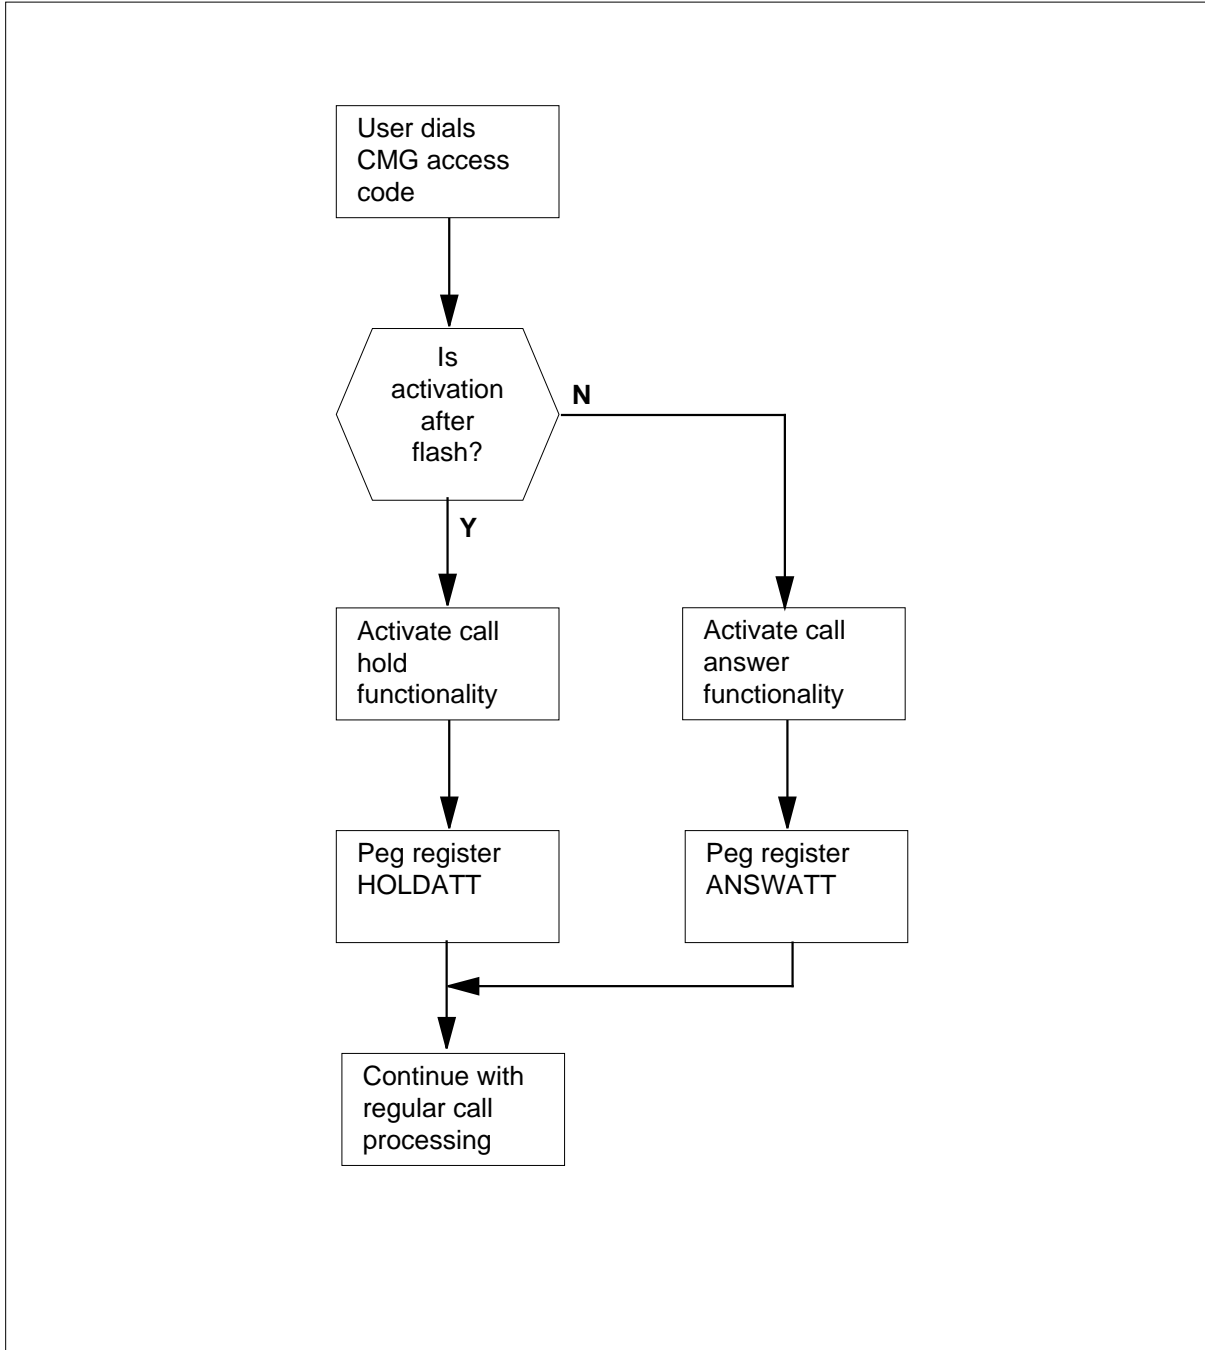 User dials
CMG access
code
Is
activation
after
flash?
N
Y
Activate call
hold
functionality
Activate call
answer
functionality
Peg register
HOLDATT
Peg register
ANSWATT
Continue with
regular call
processing